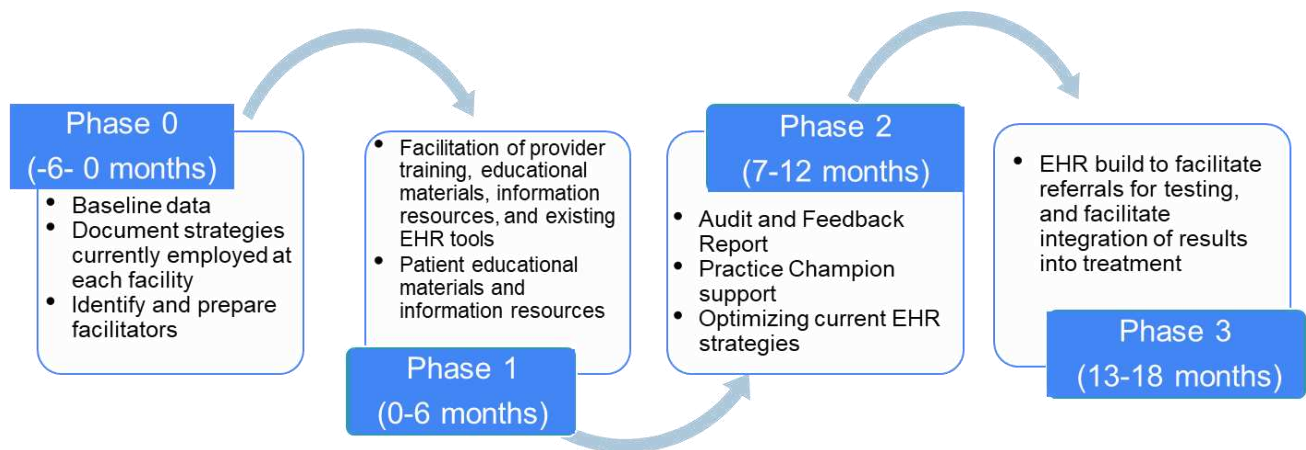 Phase 0
(-6- 0 months)
• Baseline data
• Document strategies
currently employed at
each facility
• Identify and prepare
facilitators
• Facilitation of provider
training, educational
materials, information
resources, and existing
EHR tools
• Patient educational
materials and
information resources
Phase 1
(0-6 months)
Phase 2
(7-12 months)
• Audit and Feedback
Report
• Practice Champion
support
• Optimizing current EHR
strategies
• EHR build to facilitate
referrals for testing,
and facilitate
integration of results
into treatment
Phase 3
(13-18 months)